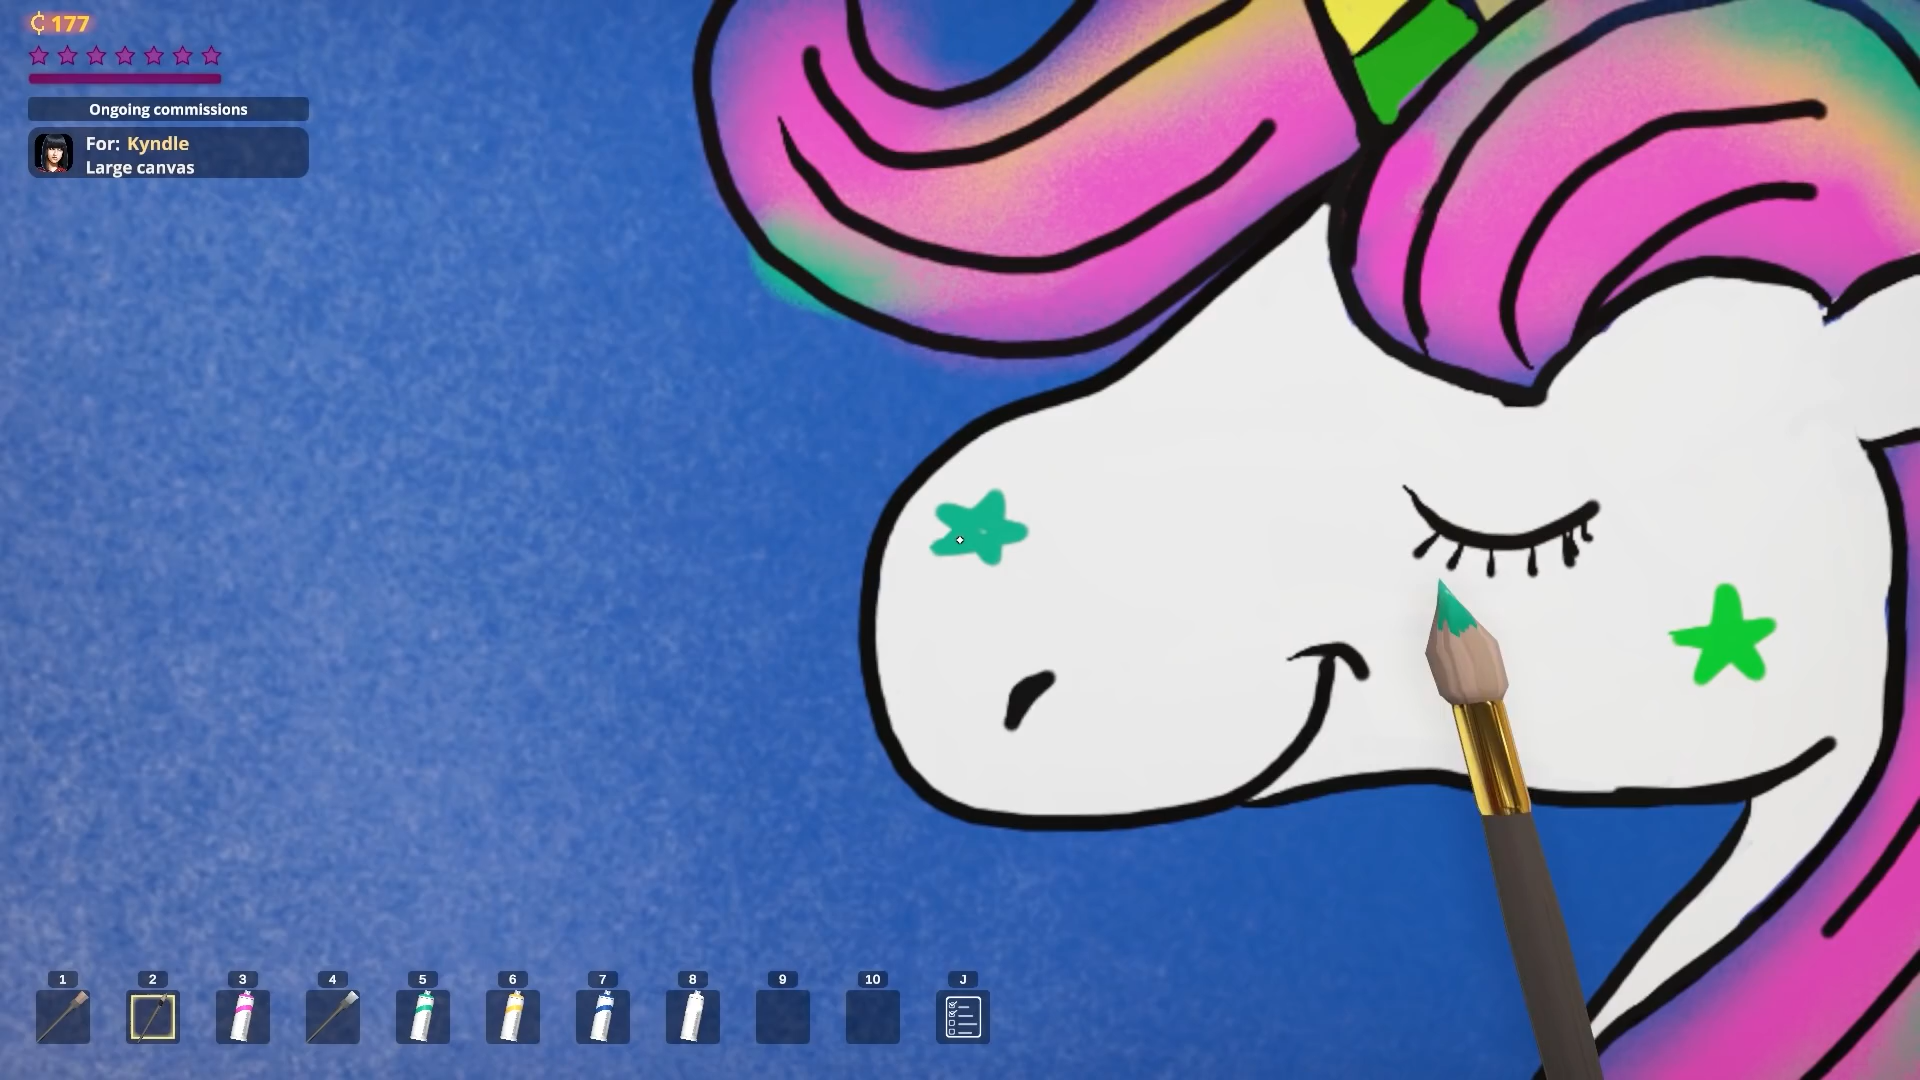 ₵ 177
Ongoing commissions
For: Kyndle
Large canvas
1 2 3 4 5 6 7 8 9 10 J